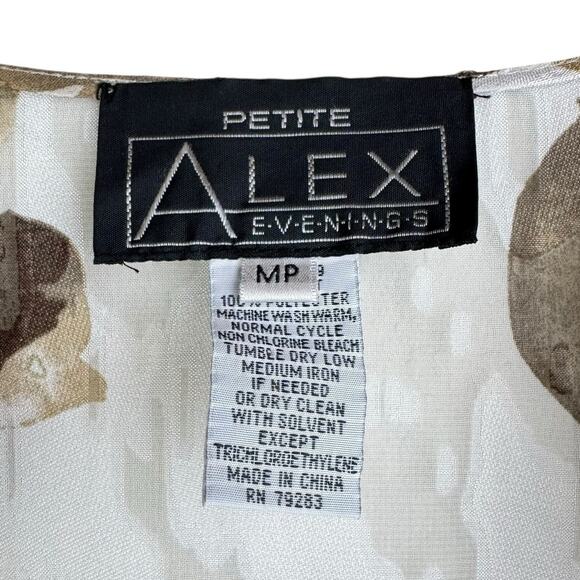 PETITE
ALEX
E·V·E·N·I·N·G·S
MP
100% POLYESTER
MACHINE WASH WARM,
NORMAL CYCLE
NON CHLORINE BLEACH
TUMBLE DRY LOW
MEDIUM IRON
IF NEEDED
OR DRY CLEAN
WITH SOLVENT
EXCEPT
TRICHLOROETHYLENE
MADE IN CHINA
RN 79283